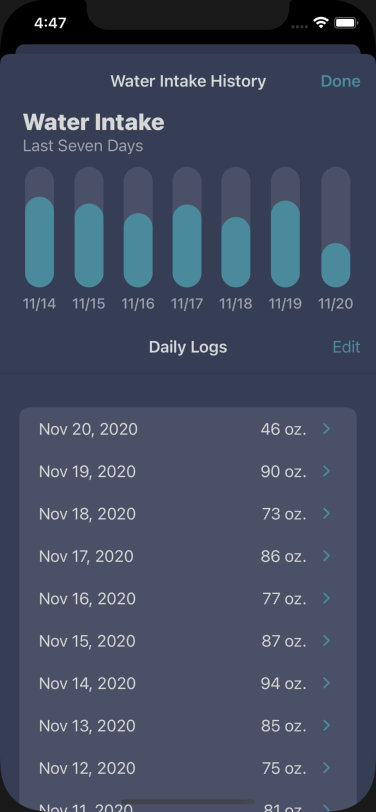 4:47
Water Intake History Done
Water Intake
Last Seven Days
11/14 11/15 11/16 11/17 11/18 11/19 11/20
Daily Logs Edit
Nov 20, 2020 46 oz.
Nov 19, 2020 90 oz.
Nov 18, 2020 73 oz.
Nov 17, 2020 86 oz.
Nov 16, 2020 77 oz.
Nov 15, 2020 87 oz.
Nov 14, 2020 94 oz.
Nov 13, 2020 85 oz.
Nov 12, 2020 75 oz.
Nov 11, 2020 81 oz.